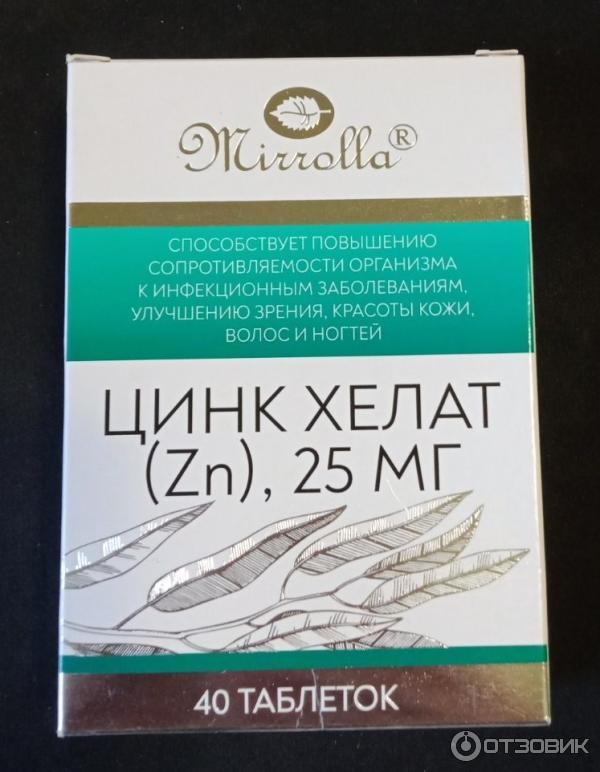 Mirrolla®
СПОСОБСТВУЕТ ПОВЫШЕНИЮ
СОПРОТИВЛЯЕМОСТИ ОРГАНИЗМА
К ИНФЕКЦИОННЫМ ЗАБОЛЕВАНИЯМ,
УЛУЧШЕНИЮ ЗРЕНИЯ, КРАСОТЫ КОЖИ,
ВОЛОС И НОГТЕЙ
ЦИНК ХЕЛАТ
(Zn), 25 МГ
40 ТАБЛЕТОК
ОТЗОВИК